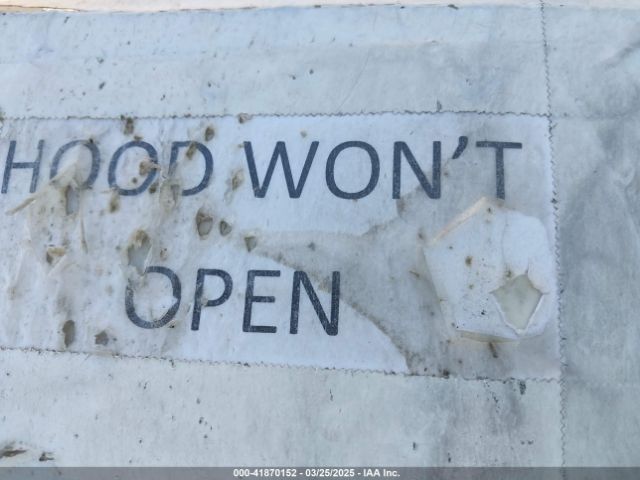 HOOD WON'T
OPEN
000-41870152 - 03/25/2025 - IAA Inc.